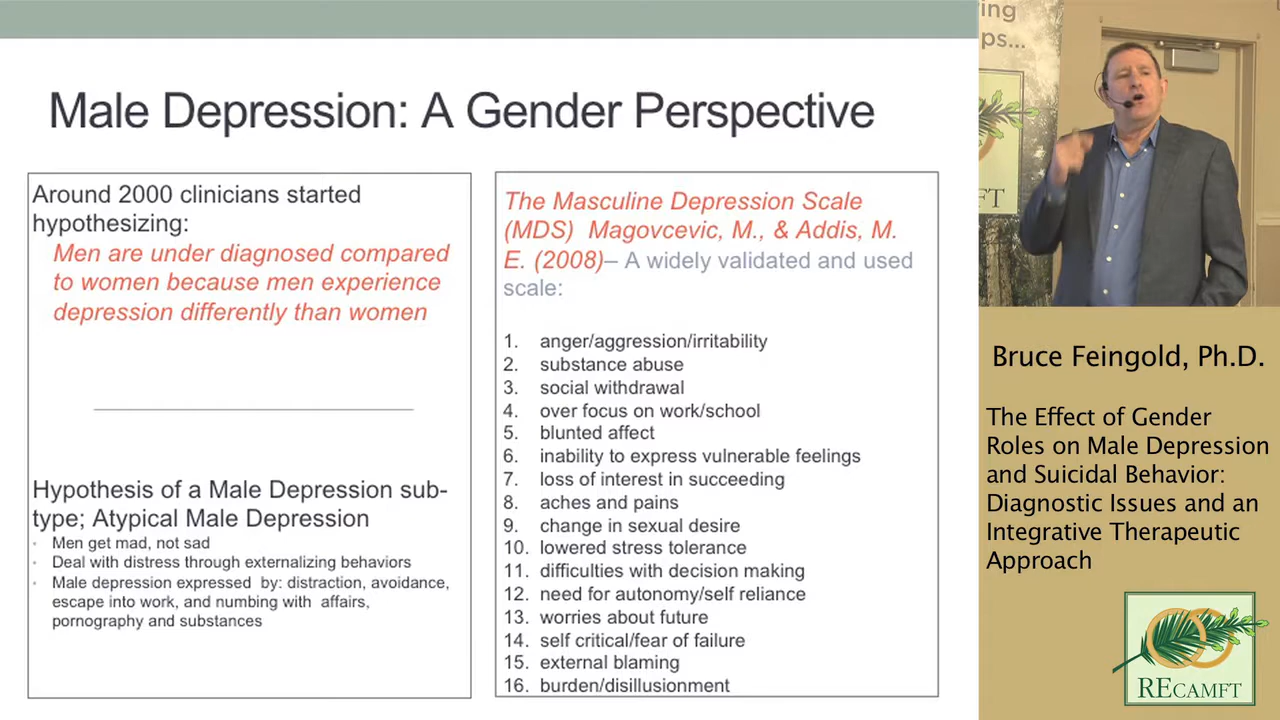 Male Depression: A Gender Perspective
Around 2000 clinicians started
hypothesizing:
Men are under diagnosed compared
to women because men experience
depression differently than women
Hypothesis of a Male Depression sub-
type; Atypical Male Depression
Men get mad, not sad
Deal with distress through externalizing behaviors
Male depression expressed by: distraction, avoidance,
escape into work, and numbing with affairs,
pornography and substances
The Masculine Depression Scale
(MDS) Magovcevic, M., & Addis, M.
E. (2008)– A widely validated and used
scale:
1. anger/aggression/irritability
2. substance abuse
3. social withdrawal
4. over focus on work/school
5. blunted affect
6. inability to express vulnerable feelings
7. loss of interest in succeeding
8. aches and pains
9. change in sexual desire
10. lowered stress tolerance
11. difficulties with decision making
12. need for autonomy/self reliance
13. worries about future
14. self critical/fear of failure
15. external blaming
16. burden/disillusionment
ing
ps...
FT
Bruce Feingold, Ph.D.
The Effect of Gender
Roles on Male Depression
and Suicidal Behavior:
Diagnostic Issues and an
Integrative Therapeutic
Approach
RECAMFT